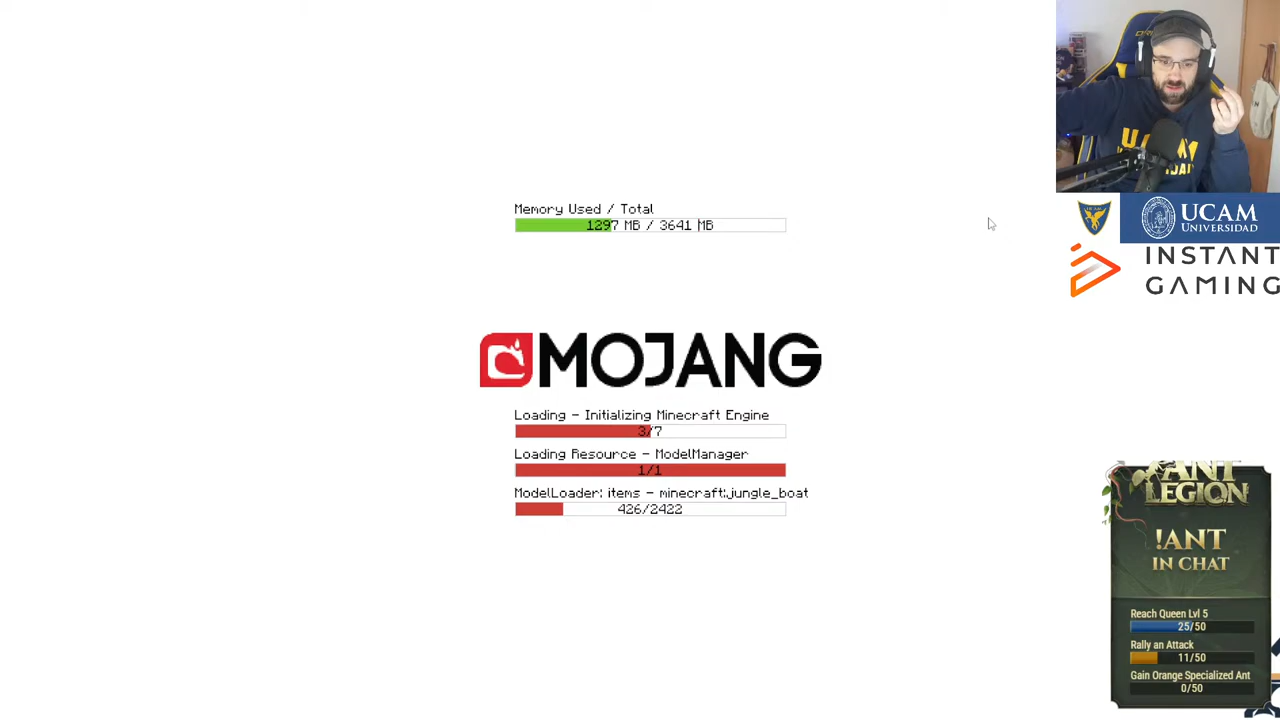 Memory Used / Total
1297 MB / 3641 MB
MOJANG
Loading - Initializing Minecraft Engine
3/7
Loading Resource - ModelManager
1/1
ModelLoader: items - minecraft:jungle_boat
426/2422
UCAM
UNIVERSIDAD
INSTANT
GAMING
ANT
LEGION
!ANT
IN CHAT
Reach Queen Lvl 5
25/50
Rally an Attack
11/50
Gain Orange Specialized Ant
0/50